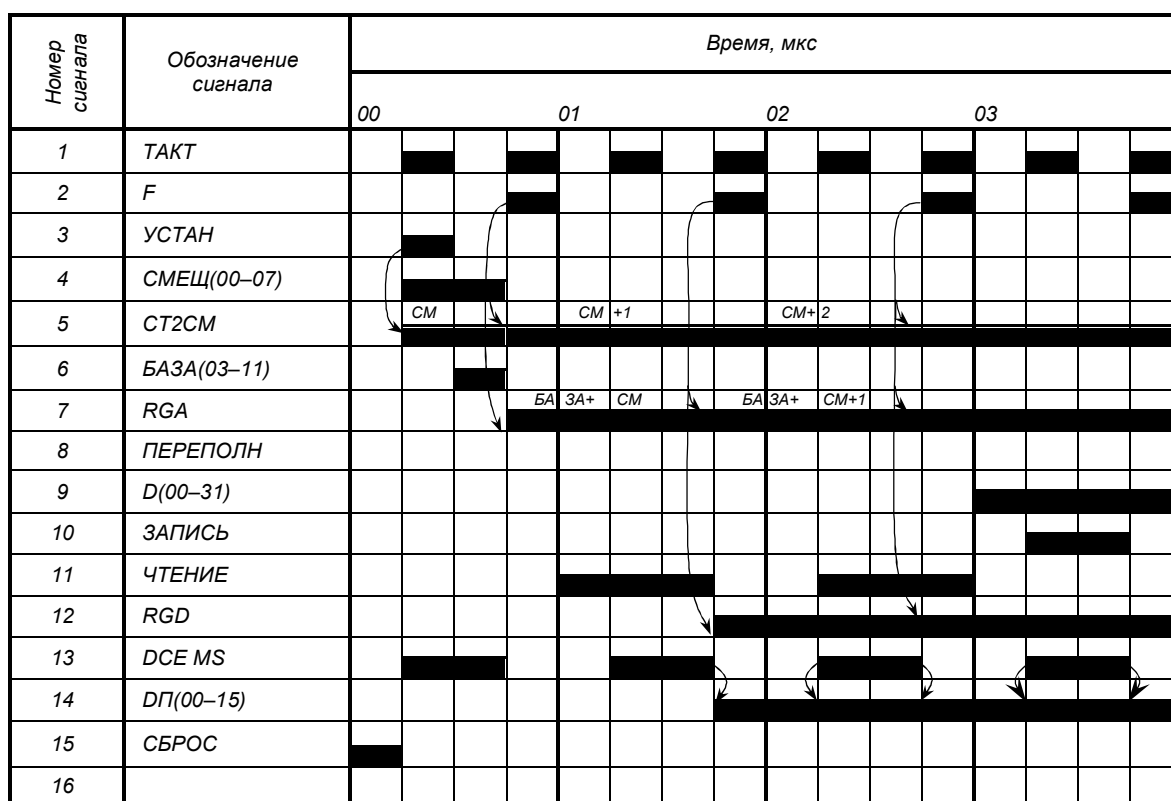 Номер сигнала
Обозначение
сигнала
Время, мкс
00 01 02 03
1 ТАКТ
2 F
3 УСТАН
4 СМЕЩ(00–07)
СМ СМ +1 СМ+ 2
5 СТ2СМ
6 БАЗА(03–11)
БА ЗА+ СМ БА ЗА+ СМ+1
7 RGA
8 ПЕРЕПОЛН
9 D(00–31)
10 ЗАПИСЬ
11 ЧТЕНИЕ
12 RGD
13 DCE MS
14 DП(00–15)
15 СБРОС
16